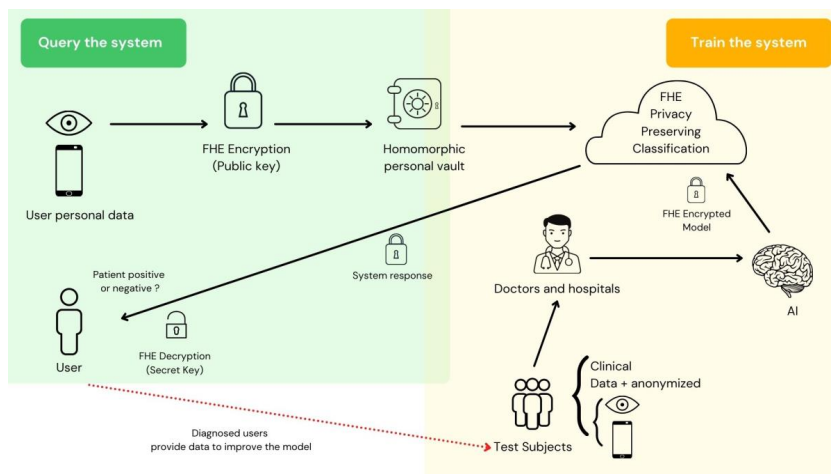 Query the system
Train the system
FHE
Privacy
Preserving
Classification
FHE Encryption
(Public key)
Homomorphic
personal vault
User personal data
FHE Encrypted
Model
Patient positive
or negative ?
System response
Doctors and hospitals
AI
FHE Decryption
(Secret Key)
User
Clinical
Data + anonymized
Diagnosed users
provide data to improve the model
Test Subjects